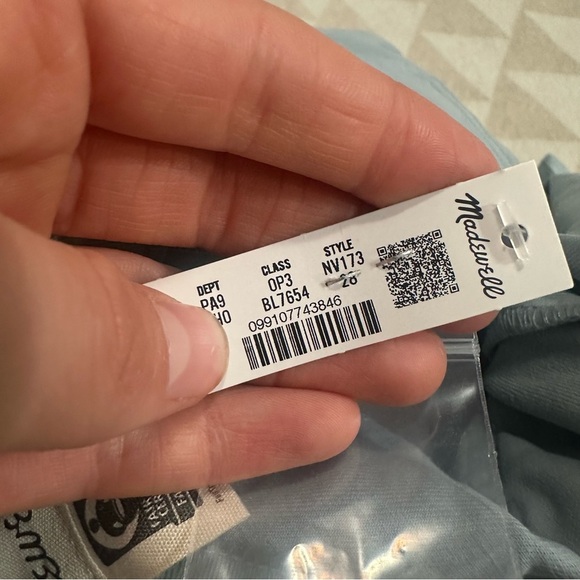 Madewell
DEPT CLASS STYLE
PA9 OP3 NV173
BL7654 28
099107743846